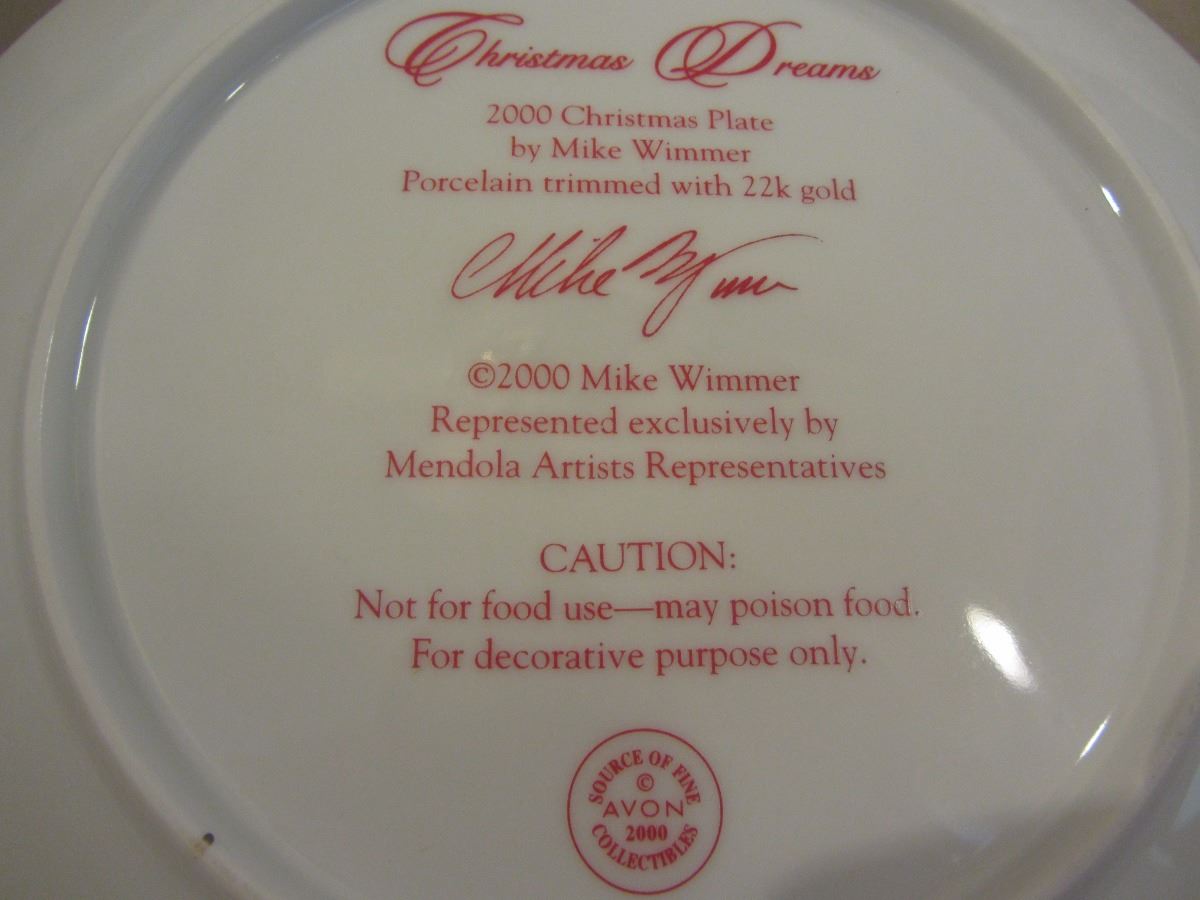 Christmas Dreams
2000 Christmas Plate
by Mike Wimmer
Porcelain trimmed with 22k gold
Mike Wimmer
©2000 Mike Wimmer
Represented exclusively by
Mendola Artists Representatives
CAUTION:
Not for food use—may poison food.
For decorative purpose only.
SOURCE OF FINE
©
AVON
2000
COLLECTIBLES